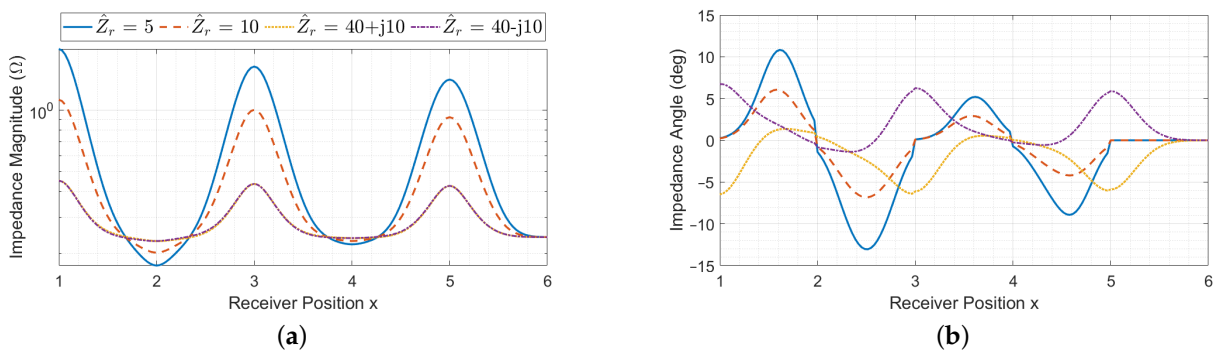 Ẑr = 5 Ẑr = 10 Ẑr = 40+j10 Ẑr = 40-j10
Impedance Magnitude (Ω)
10⁰
1 2 3 4 5 6
Receiver Position x
(a)
Impedance Angle (deg)
15
10
5
0
−5
−10
−15
1 2 3 4 5 6
Receiver Position x
(b)